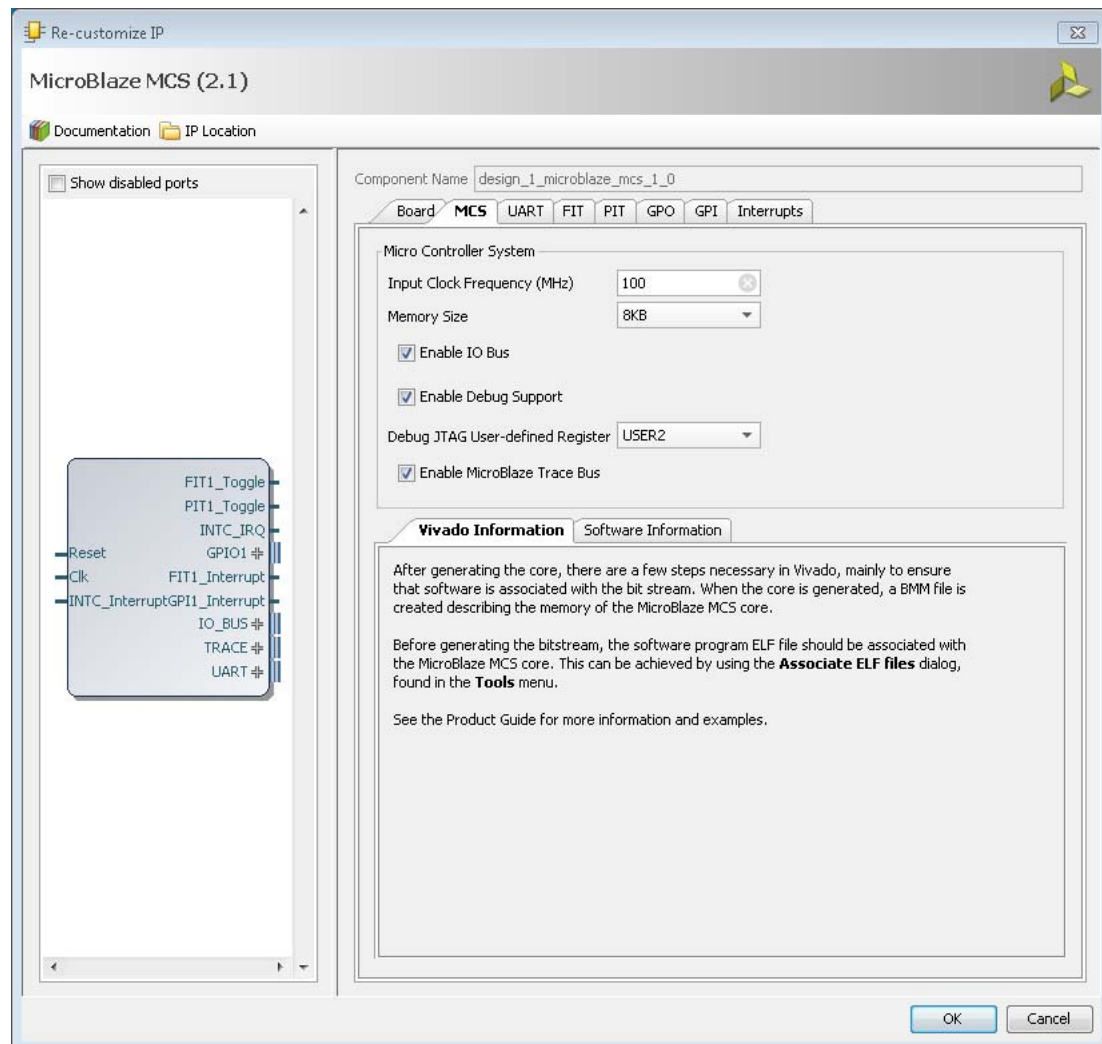 Re-customize IP
MicroBlaze MCS (2.1)
Documentation IP Location
Show disabled ports
FIT1_Toggle
PIT1_Toggle
INTC_IRQ
Reset GPIO1
Clk FIT1_Interrupt
INTC_InterruptGPI1_Interrupt
IO_BUS
TRACE
UART
Component Name design_1_microblaze_mcs_1_0
Board MCS UART FIT PIT GPO GPI Interrupts
Micro Controller System
Input Clock Frequency (MHz) 100
Memory Size 8KB
Enable IO Bus
Enable Debug Support
Debug JTAG User-defined Register USER2
Enable MicroBlaze Trace Bus
Vivado Information Software Information
After generating the core, there are a few steps necessary in Vivado, mainly to ensure
that software is associated with the bit stream. When the core is generated, a BMM file is
created describing the memory of the MicroBlaze MCS core.
Before generating the bitstream, the software program ELF file should be associated with
the MicroBlaze MCS core. This can be achieved by using the Associate ELF files dialog,
found in the Tools menu.
See the Product Guide for more information and examples.
OK Cancel